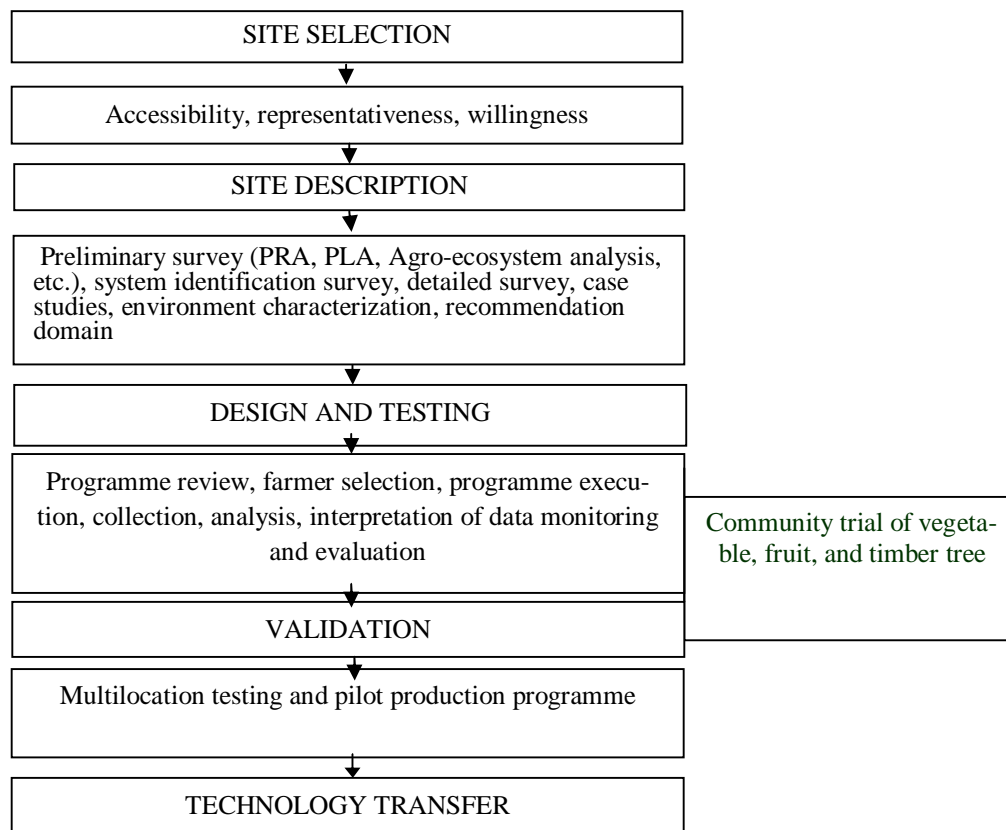 SITE SELECTION
Accessibility, representativeness, willingness
SITE DESCRIPTION
Preliminary survey (PRA, PLA, Agro-ecosystem analysis,
etc.), system identification survey, detailed survey, case
studies, environment characterization, recommendation
domain
DESIGN AND TESTING
Programme review, farmer selection, programme execu-
tion, collection, analysis, interpretation of data monitoring
and evaluation
Community trial of vegeta-
ble, fruit, and timber tree
VALIDATION
Multilocation testing and pilot production programme
TECHNOLOGY TRANSFER